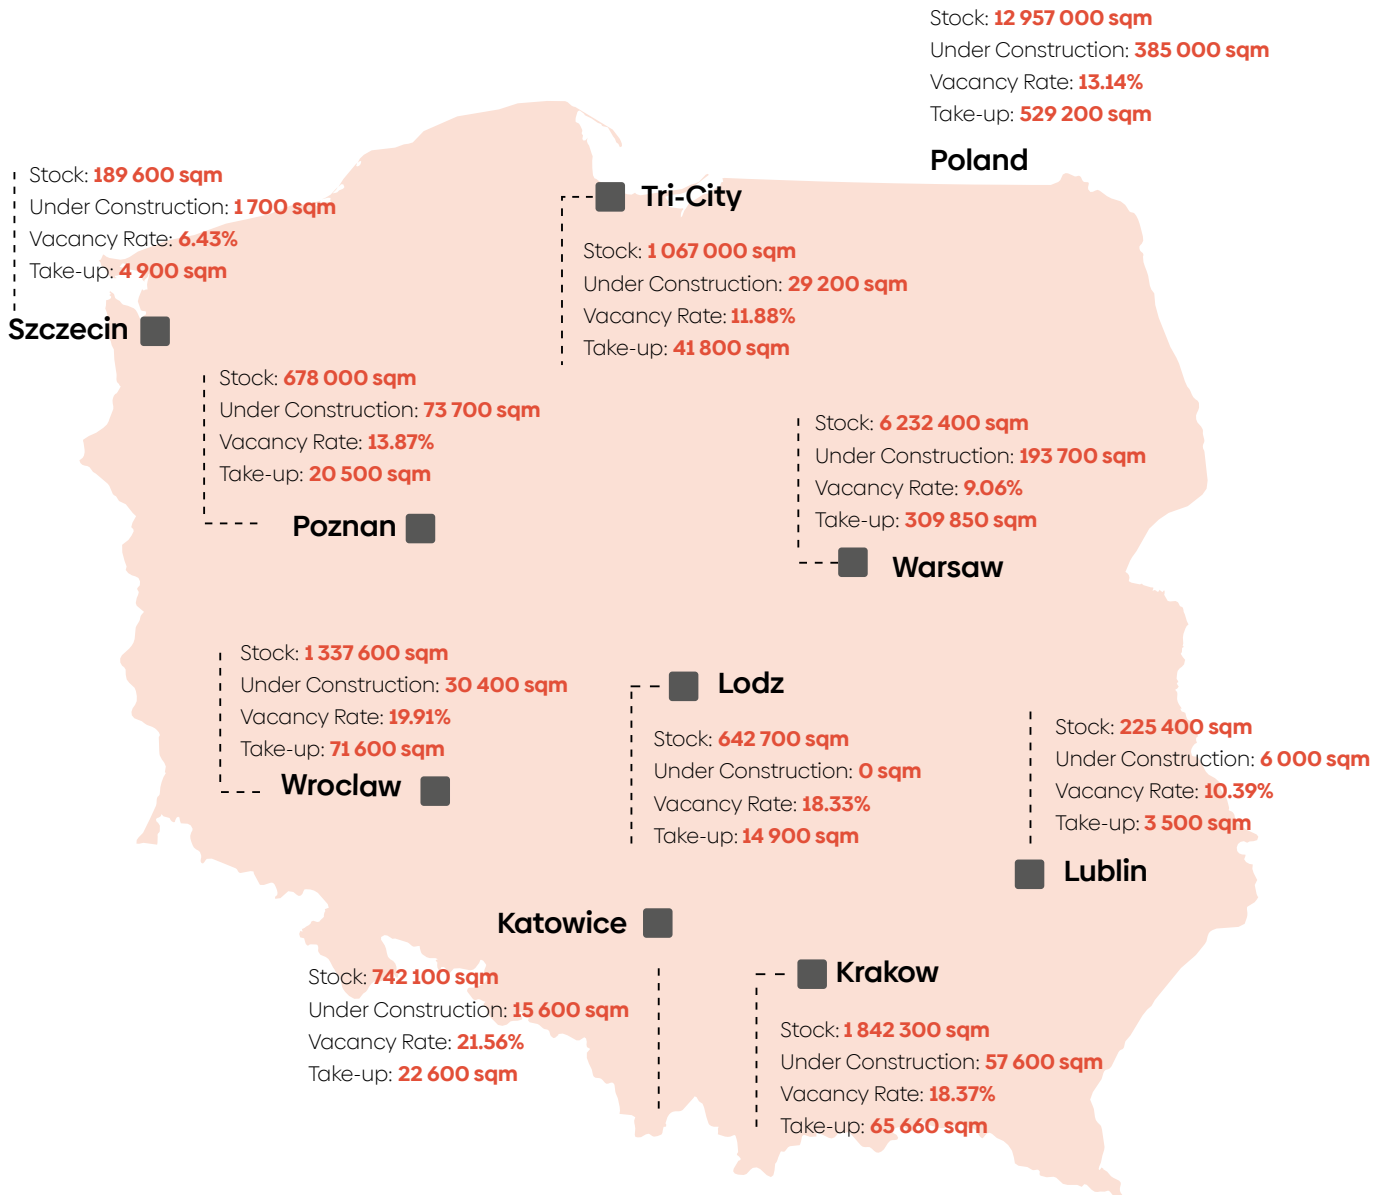 Stock: 12 957 000 sqm
Under Construction: 385 000 sqm
Vacancy Rate: 13.14%
Take-up: 529 200 sqm
Poland
Stock: 189 600 sqm
Under Construction: 1 700 sqm
Vacancy Rate: 6.43%
Take-up: 4 900 sqm
Szczecin
Tri-City
Stock: 1 067 000 sqm
Under Construction: 29 200 sqm
Vacancy Rate: 11.88%
Take-up: 41 800 sqm
Stock: 678 000 sqm
Under Construction: 73 700 sqm
Vacancy Rate: 13.87%
Take-up: 20 500 sqm
Poznan
Stock: 6 232 400 sqm
Under Construction: 193 700 sqm
Vacancy Rate: 9.06%
Take-up: 309 850 sqm
Warsaw
Stock: 1 337 600 sqm
Under Construction: 30 400 sqm
Vacancy Rate: 19.91%
Take-up: 71 600 sqm
Wroclaw
Lodz
Stock: 642 700 sqm
Under Construction: 0 sqm
Vacancy Rate: 18.33%
Take-up: 14 900 sqm
Stock: 225 400 sqm
Under Construction: 6 000 sqm
Vacancy Rate: 10.39%
Take-up: 3 500 sqm
Lublin
Katowice
Stock: 742 100 sqm
Under Construction: 15 600 sqm
Vacancy Rate: 21.56%
Take-up: 22 600 sqm
Krakow
Stock: 1 842 300 sqm
Under Construction: 57 600 sqm
Vacancy Rate: 18.37%
Take-up: 65 660 sqm